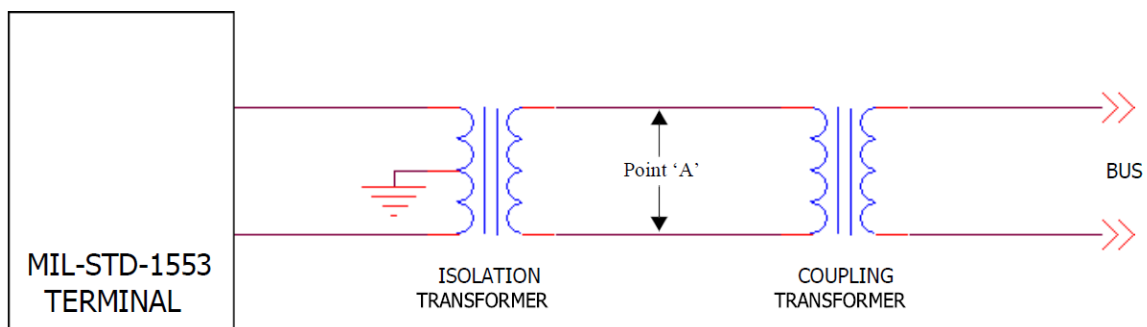 Point ‘A’
BUS
MIL-STD-1553
TERMINAL
ISOLATION
TRANSFORMER
COUPLING
TRANSFORMER